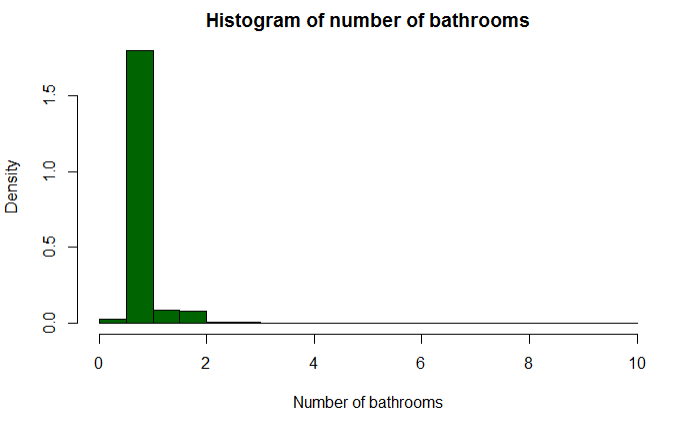 Histogram of number of bathrooms
Density
1.5
1.0
0.5
0.0
0 2 4 6 8 10
Number of bathrooms